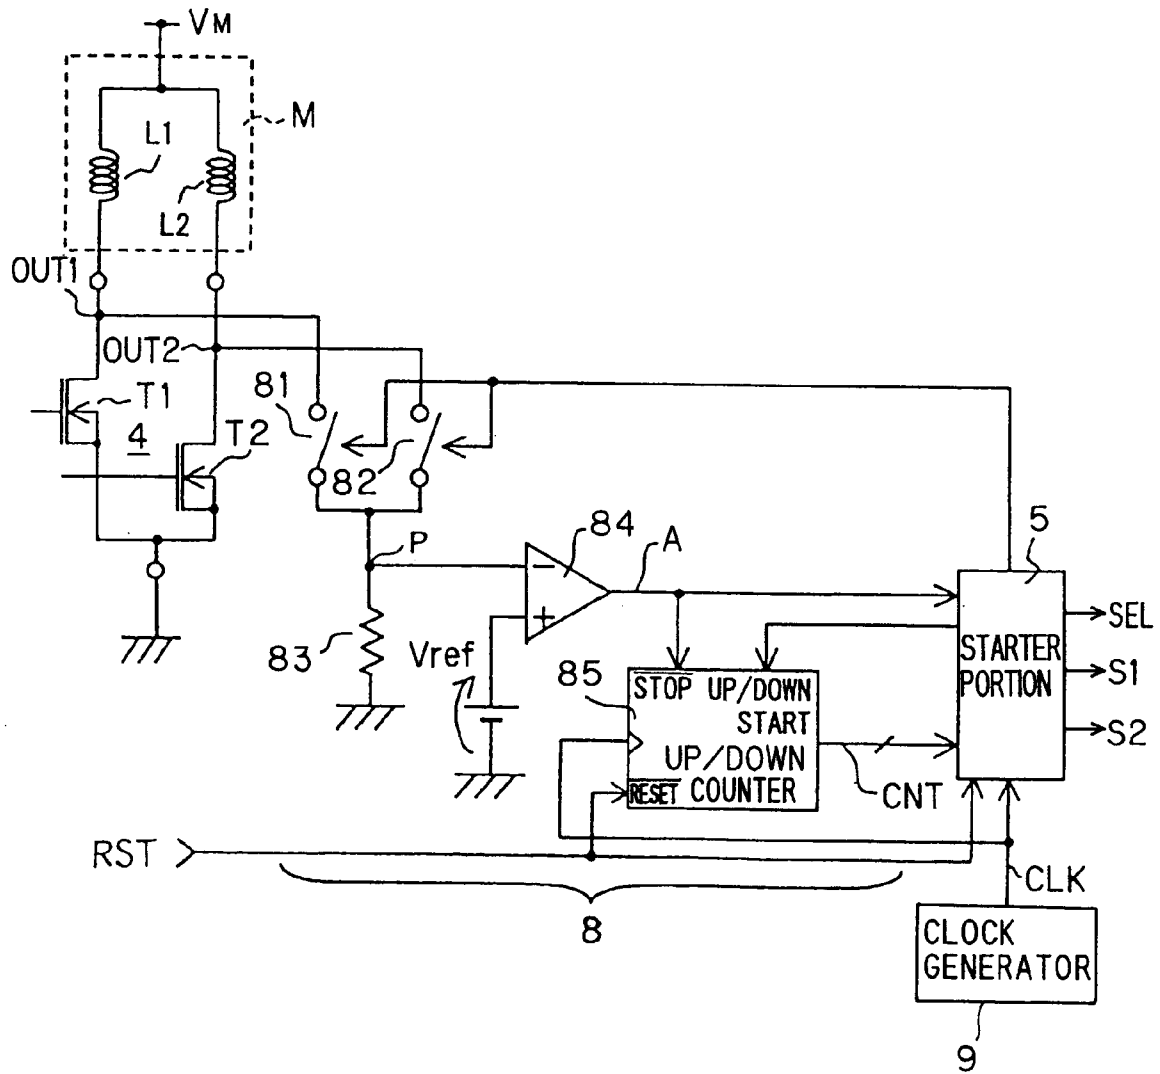 VM
M
L1
L2
OUT1
OUT2
T1
4
T2
81
82
P
84
A
5
83
Vref
85
STOP UP/DOWN
START
UP/DOWN
RESET COUNTER
STARTER
PORTION
SEL
S1
S2
CNT
RST
CLK
8
CLOCK
GENERATOR
9